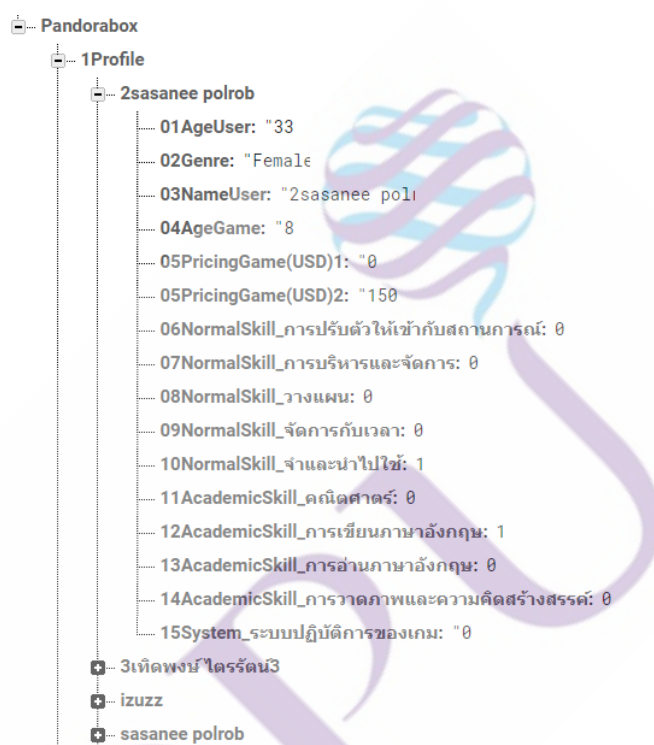 Pandorabox
1Profile
2sasanee polrob
01AgeUser: "33
02Genre: "Female
03NameUser: "2sasanee polr
04AgeGame: "8
05PricingGame(USD)1: "0
05PricingGame(USD)2: "150
06NormalSkill_การปรับตัวให้เข้ากับสถานการณ์: 0
07NormalSkill_การบริหารและจัดการ: 0
08NormalSkill_วางแผน: 0
09NormalSkill_จัดการกับเวลา: 0
10NormalSkill_จำและนำไปใช้: 1
11AcademicSkill_คณิตศาตร์: 0
12AcademicSkill_การเขียนภาษาอังกฤษ: 1
13AcademicSkill_การอ่านภาษาอังกฤษ: 0
14AcademicSkill_การวาดภาพและความคิดสร้างสรรค์: 0
15System_ระบบปฏิบัติการของเกม: "0
3เทิดพงษ์ ไตรรัตน์3
izuzz
sasanee polrob
PU